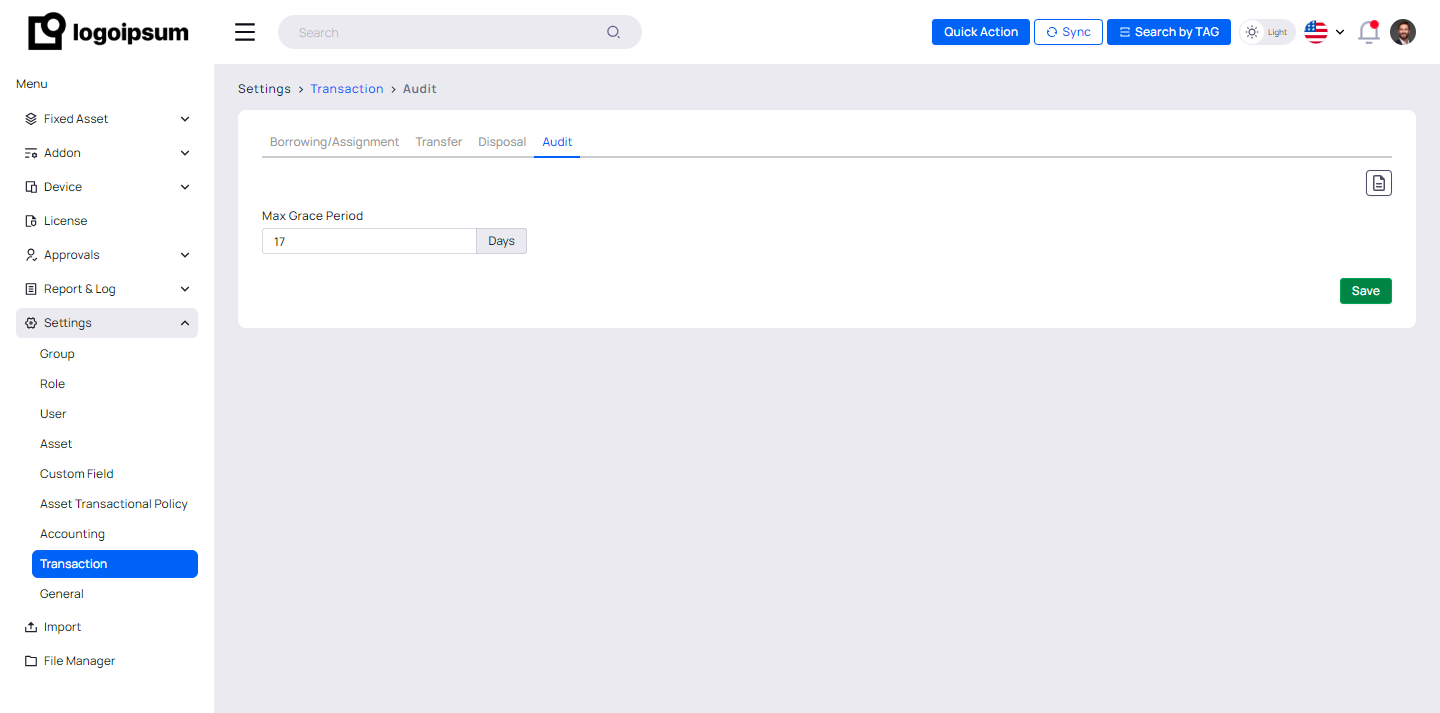 logoipsum
Search
Quick Action
Sync
Search by TAG
Light
Menu
Fixed Asset
Addon
Device
License
Approvals
Report & Log
Settings
Group
Role
User
Asset
Custom Field
Asset Transactional Policy
Accounting
Transaction
General
Import
File Manager
Settings > Transaction > Audit
Borrowing/Assignment Transfer Disposal Audit
Max Grace Period
17 Days
Save